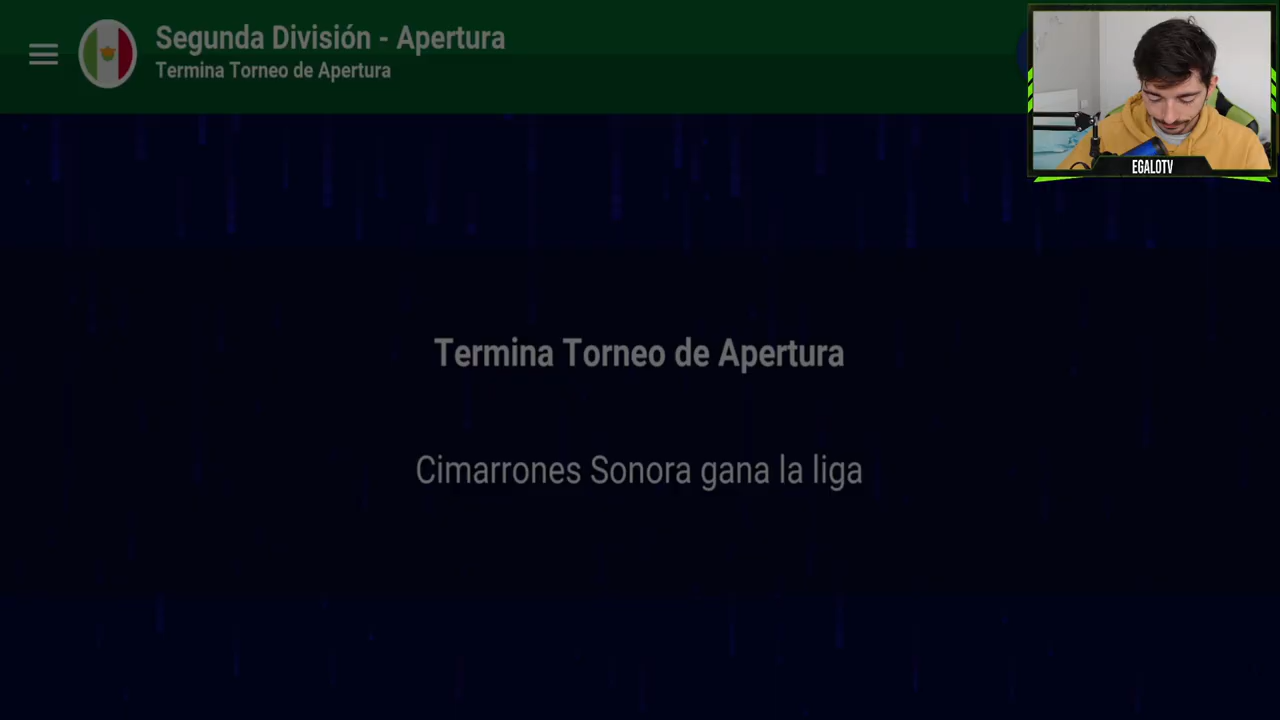 Segunda División - Apertura
Termina Torneo de Apertura
EGALOTV
Termina Torneo de Apertura
Cimarrones Sonora gana la liga